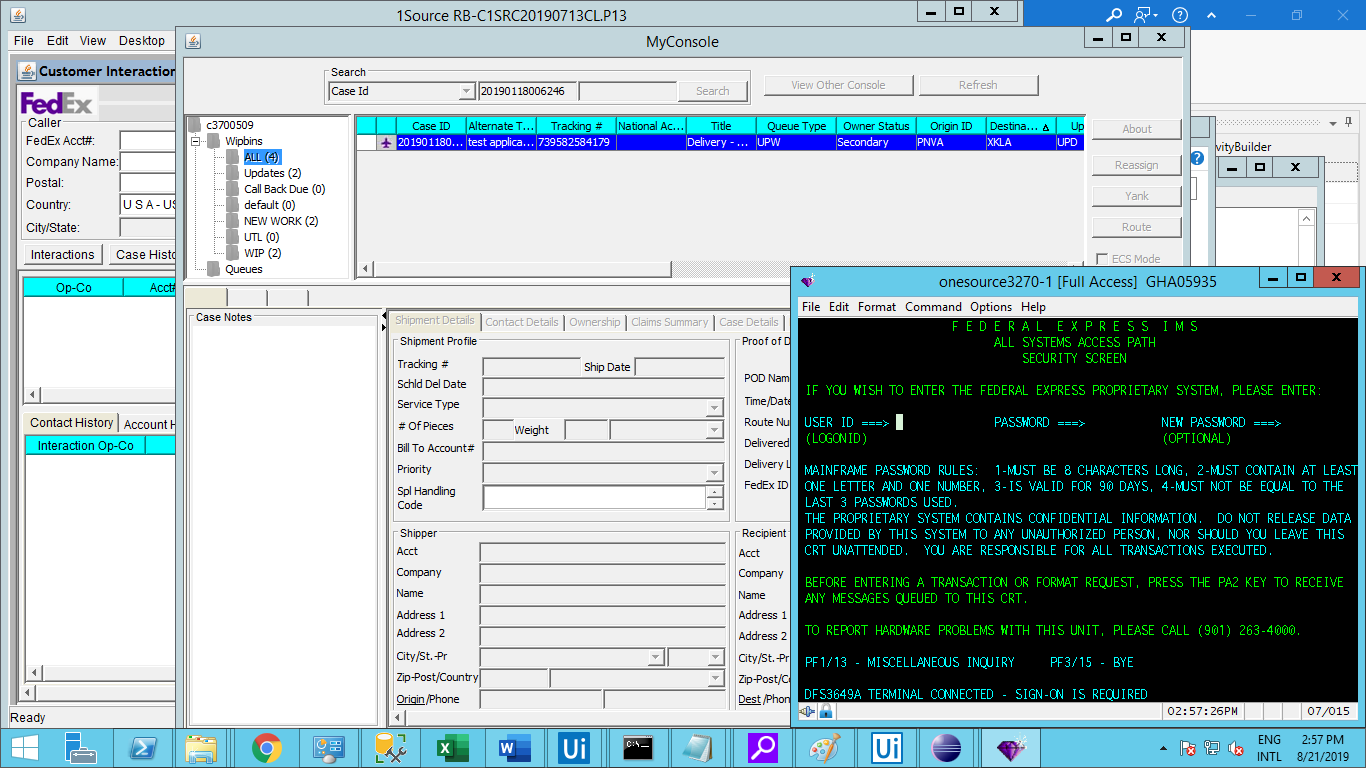 1Source RB-C1SRC20190713CL.P13
File Edit View Desktop
MyConsole
Customer Interaction
FedEx
Caller
FedEx Acct#:
Company Name:
Postal:
Country:
U S A - US
City/State:
Interactions
Case Histo
Op-Co
Acct#
Contact History
Account H
Interaction Op-Co
Ready
Search
Case Id
20190118006246
Search
View Other Console
Refresh
c3700509
Wipbins
ALL (4)
Updates (2)
Call Back Due (0)
default (0)
NEW WORK (2)
UTL (0)
WIP (2)
Queues
Case ID Alternate T... Tracking # National Ac... Title Queue Type Owner Status Origin ID Destina... Up
201901180... test applica... 739582584179 Delivery - ... UPW Secondary PNVA XKLA UPD
About
Reassign
Yank
Route
ECS Mode
vityBuilder
Case Notes
Shipment Details Contact Details Ownership Claims Summary Case Details
Shipment Profile
Tracking #
Ship Date
Schld Del Date
Service Type
# Of Pieces
Weight
Bill To Account#
Priority
Spl Handling
Code
Shipper
Acct
Company
Name
Address 1
Address 2
City/St.-Pr
Zip-Post/Country
Origin/Phone
Proof of D
POD Nam
Time/Date
Route Nu
Delivered
Delivery L
FedEx ID
Recipient
Acct
Company
Name
Address 1
Address 2
City/St.-Pr
Zip-Post/C
Dest /Phon
onesource3270-1 [Full Access] GHA05935
File Edit Format Command Options Help
F E D E R A L E X P R E S S I M S
ALL SYSTEMS ACCESS PATH
SECURITY SCREEN
IF YOU WISH TO ENTER THE FEDERAL EXPRESS PROPRIETARY SYSTEM, PLEASE ENTER:
USER ID ===> PASSWORD ===> NEW PASSWORD ===>
(LOGONID) (OPTIONAL)
MAINFRAME PASSWORD RULES: 1-MUST BE 8 CHARACTERS LONG, 2-MUST CONTAIN AT LEAST
ONE LETTER AND ONE NUMBER, 3-IS VALID FOR 90 DAYS, 4-MUST NOT BE EQUAL TO THE
LAST 3 PASSWORDS USED.
THE PROPRIETARY SYSTEM CONTAINS CONFIDENTIAL INFORMATION. DO NOT RELEASE DATA
PROVIDED BY THIS SYSTEM TO ANY UNAUTHORIZED PERSON, NOR SHOULD YOU LEAVE THIS
CRT UNATTENDED. YOU ARE RESPONSIBLE FOR ALL TRANSACTIONS EXECUTED.
BEFORE ENTERING A TRANSACTION OR FORMAT REQUEST, PRESS THE PA2 KEY TO RECEIVE
ANY MESSAGES QUEUED TO THIS CRT.
TO REPORT HARDWARE PROBLEMS WITH THIS UNIT, PLEASE CALL (901) 263-4000.
PF1/13 - MISCELLANEOUS INQUIRY PF3/15 - BYE
DFS3649A TERMINAL CONNECTED - SIGN-ON IS REQUIRED
02:57:26PM 07/015
Ui
Ui
ENG
INTL
2:57 PM
8/21/2019